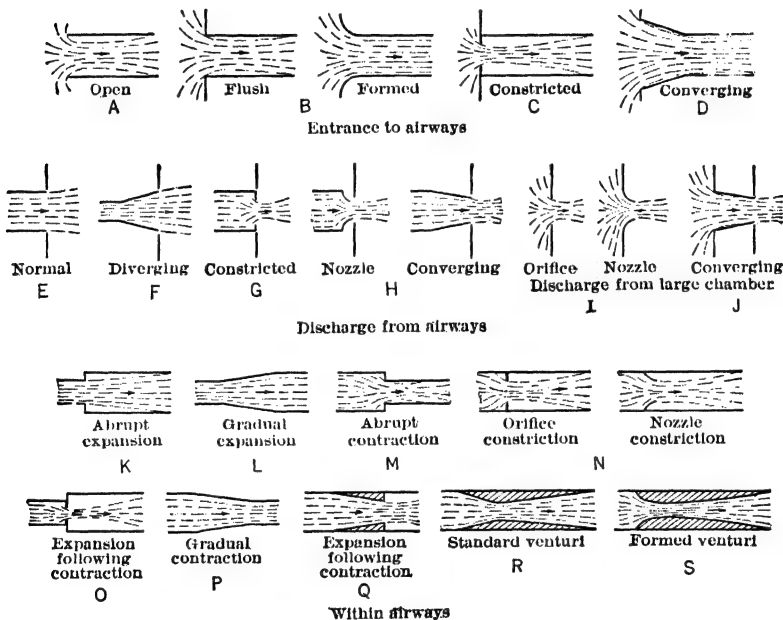 Open Flush Formed Constricted Converging
A B C D
Entrance to airways
Normal Diverging Constricted Nozzle Converging Orifice Nozzle Converging
E F G H Discharge from large chamber
I J
Discharge from airways
Abrupt expansion Gradual expansion Abrupt contraction Orifice constriction Nozzle constriction
K L M N
Expansion following contraction Gradual contraction Expansion following contraction Standard venturi Formed venturi
O P Q R S
Within airways